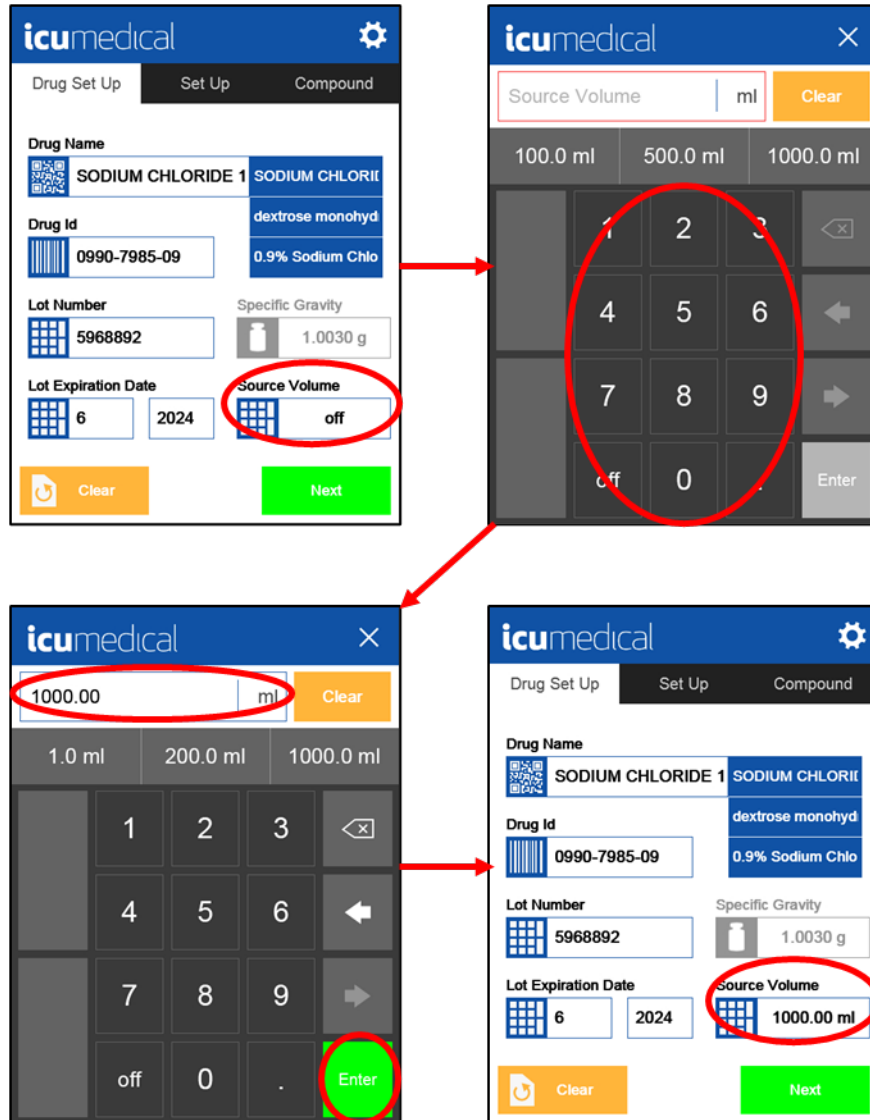 icumedical
Drug Set Up Set Up Compound
Drug Name
SODIUM CHLORIDE 1 SODIUM CHLORI
dextrose monohyd
Drug Id
0990-7985-09 0.9% Sodium Chlo
Lot Number Specific Gravity
5968892 1.0030 g
Lot Expiration Date Source Volume
6 2024 off
Clear Next
icumedical
Source Volume ml Clear
100.0 ml 500.0 ml 1000.0 ml
1 2 3
4 5 6
7 8 9
off 0 .
Enter
icumedical
1000.00 ml Clear
1.0 ml 200.0 ml 1000.0 ml
1 2 3
4 5 6
7 8 9
off 0 . Enter
icumedical
Drug Set Up Set Up Compound
Drug Name
SODIUM CHLORIDE 1 SODIUM CHLORI
dextrose monohyd
Drug Id
0990-7985-09 0.9% Sodium Chlo
Lot Number Specific Gravity
5968892 1.0030 g
Lot Expiration Date Source Volume
6 2024 1000.00 ml
Clear Next